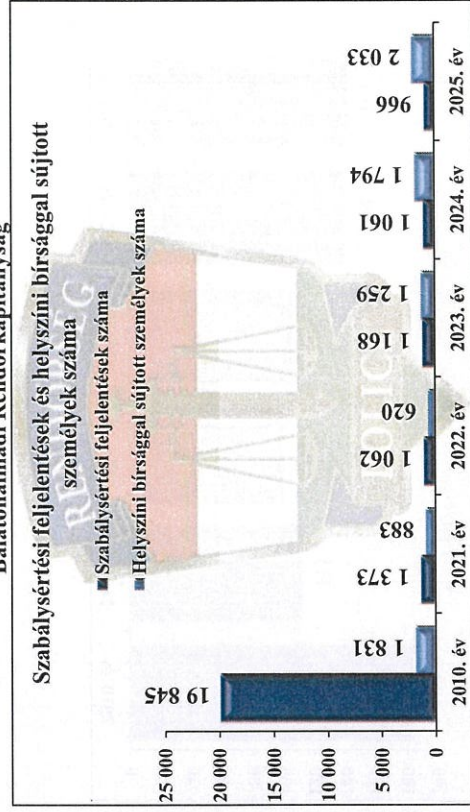 Balatonalmádi Rendőrkapitányság
Szabálysértési feljelentések és helyszíni bírsággal sújtott
személyek száma
Szabálysértési feljelentések száma
Helyszíni bírsággal sújtott személyek száma
25 000
20 000
15 000
10 000
5 000
0
19 845
1 831
1 373
883
1 062
620
1 168
1 259
1 061
1 794
966
2 033
2010. év
2021. év
2022. év
2023. év
2024. év
2025. év
RENDŐRSÉG
POLICE